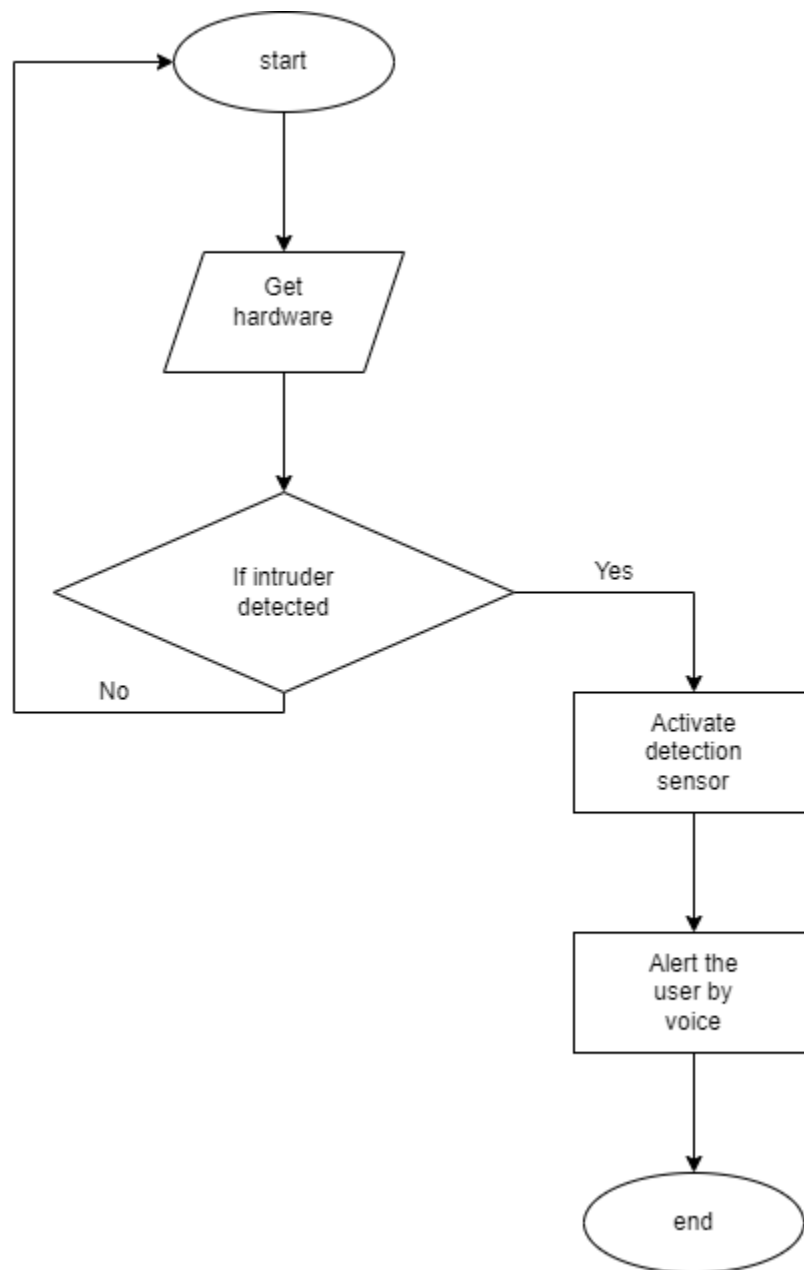 start
Get
hardware
If intruder
detected
Yes
No
Activate
detection
sensor
Alert the
user by
voice
end